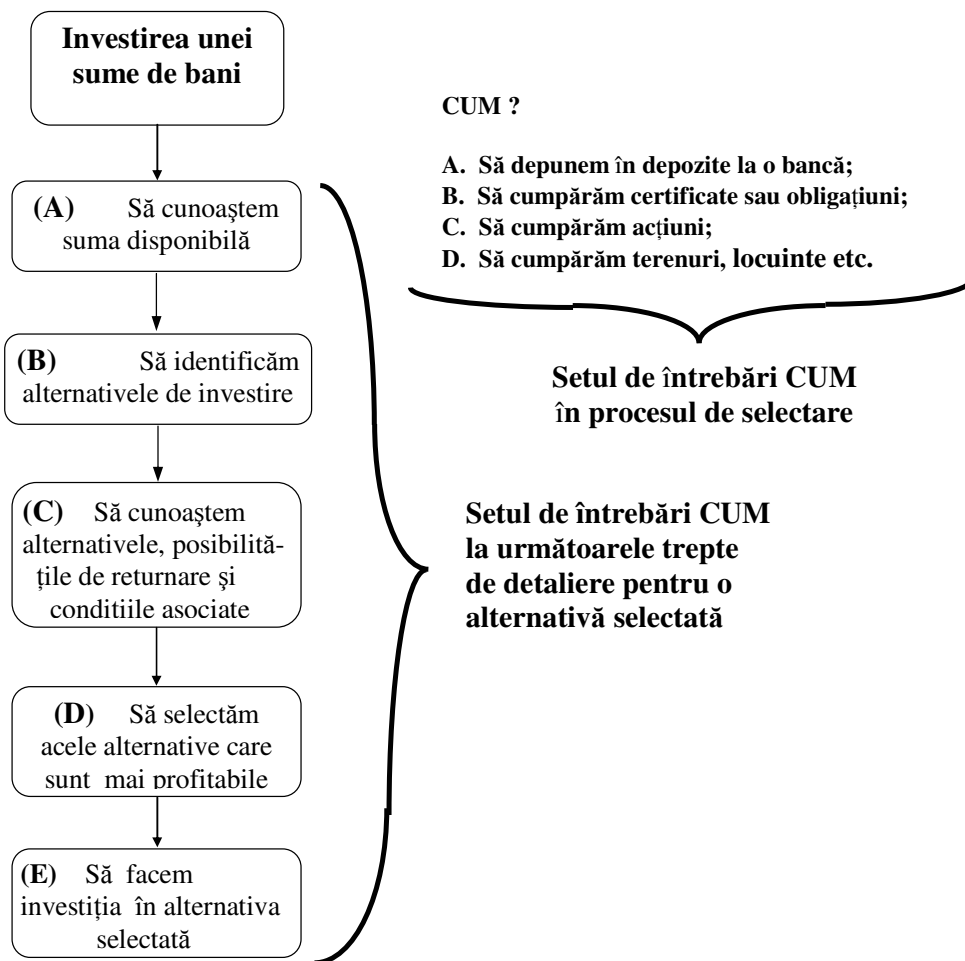 Investirea unei
sume de bani
(A) Să cunoaştem
suma disponibilă
(B) Să identificăm
alternativele de investire
(C) Să cunoaştem
alternativele, posibilită-
ţile de returnare şi
conditiile asociate
(D) Să selectăm
acele alternative care
sunt mai profitabile
(E) Să facem
investiţia în alternativa
selectată
CUM ?
A. Să depunem în depozite la o bancă;
B. Să cumpărăm certificate sau obligaţiuni;
C. Să cumpărăm acţiuni;
D. Să cumpărăm terenuri, locuinte etc.
Setul de întrebări CUM
în procesul de selectare
Setul de întrebări CUM
la următoarele trepte
de detaliere pentru o
alternativă selectată